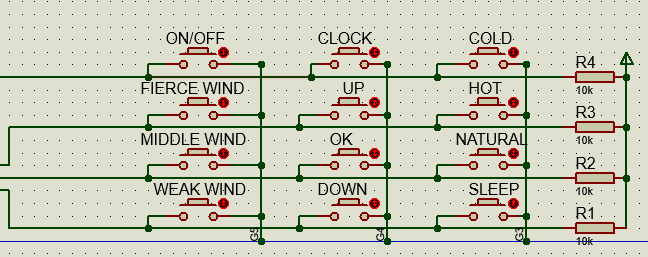 ON/OFF CLOCK COLD
R4
FIERCE WIND UP HOT 10k
R3
MIDDLE WIND OK NATURAL 10k
R2
WEAK WIND DOWN SLEEP 10k
R1
G5 G4 G3 10k